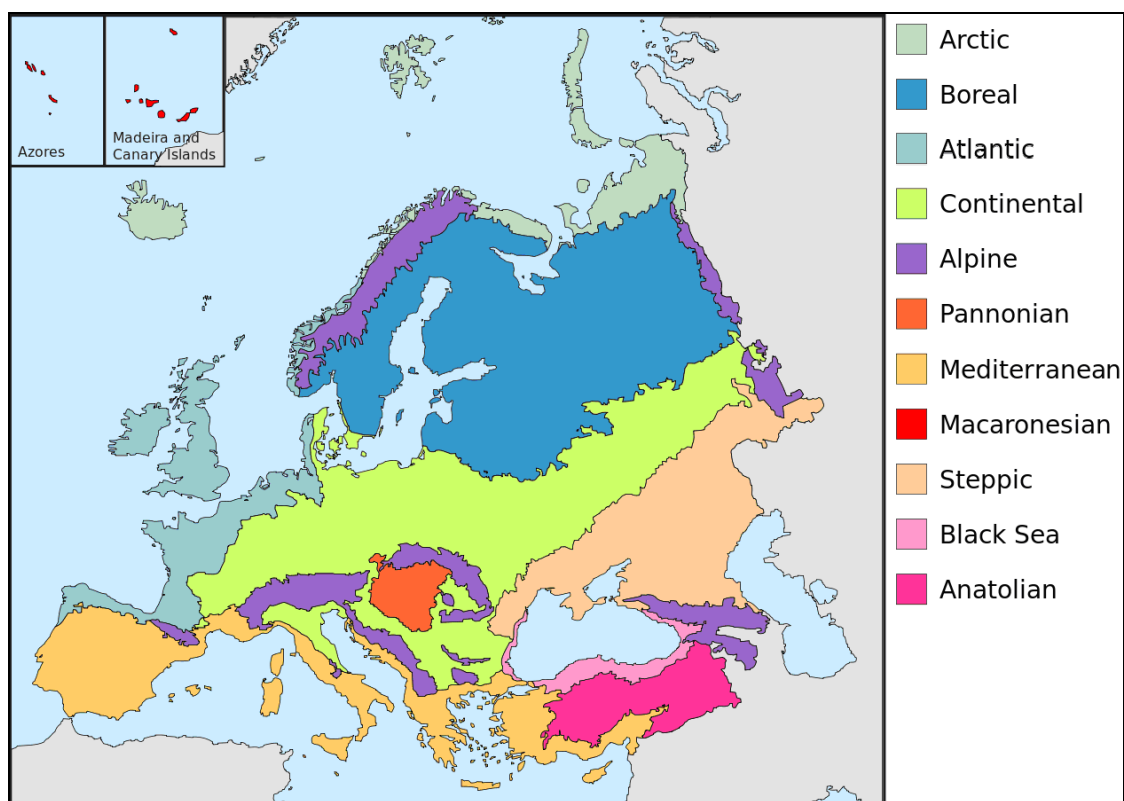 Azores
Madeira and
Canary Islands
Arctic
Boreal
Atlantic
Continental
Alpine
Pannonian
Mediterranean
Macaronesian
Steppic
Black Sea
Anatolian